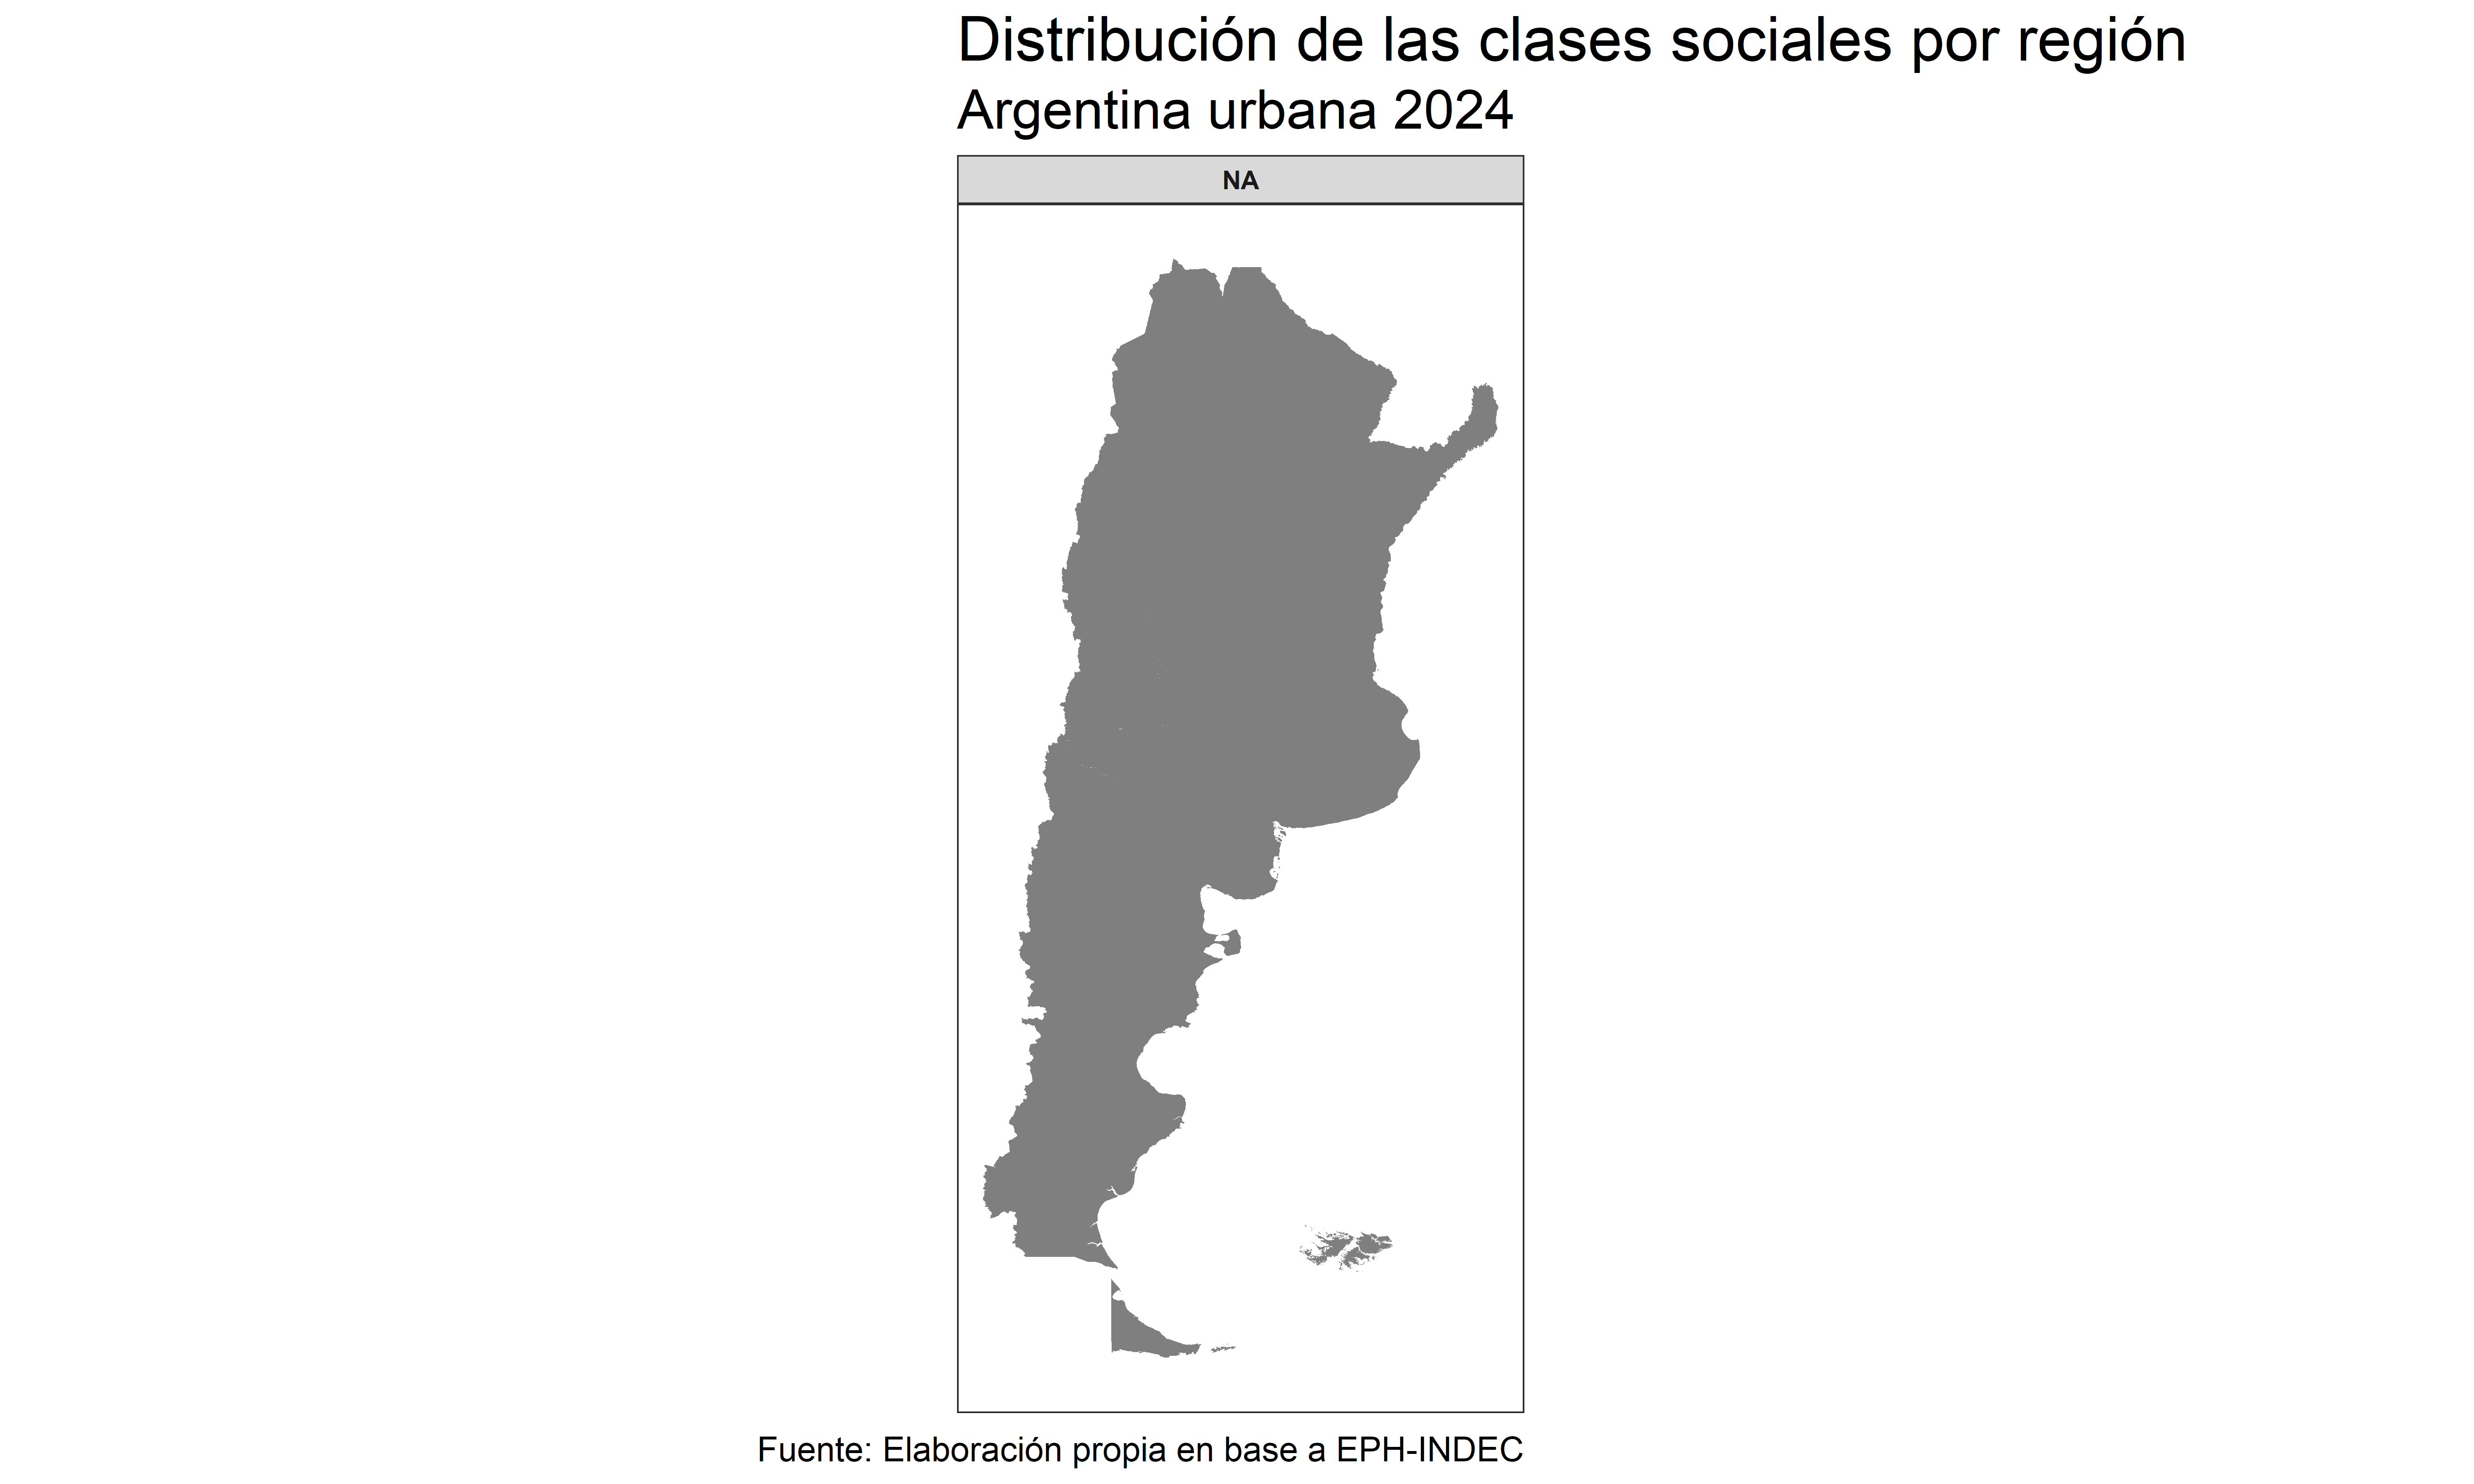 Distribución de las clases sociales por región
Argentina urbana 2024
NA
Fuente: Elaboración propia en base a EPH-INDEC